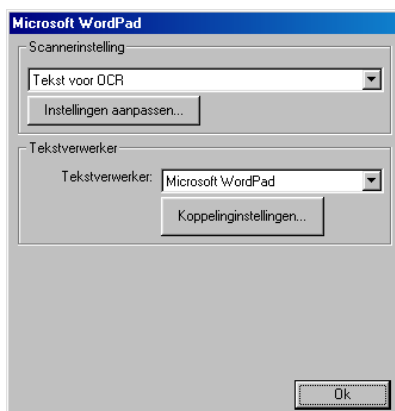 Microsoft WordPad
Scannerinstelling
Tekst voor OCR
Instellingen aanpassen...
Tekstverwerker
Tekstverwerker: Microsoft WordPad
Koppelinginstellingen...
Ok